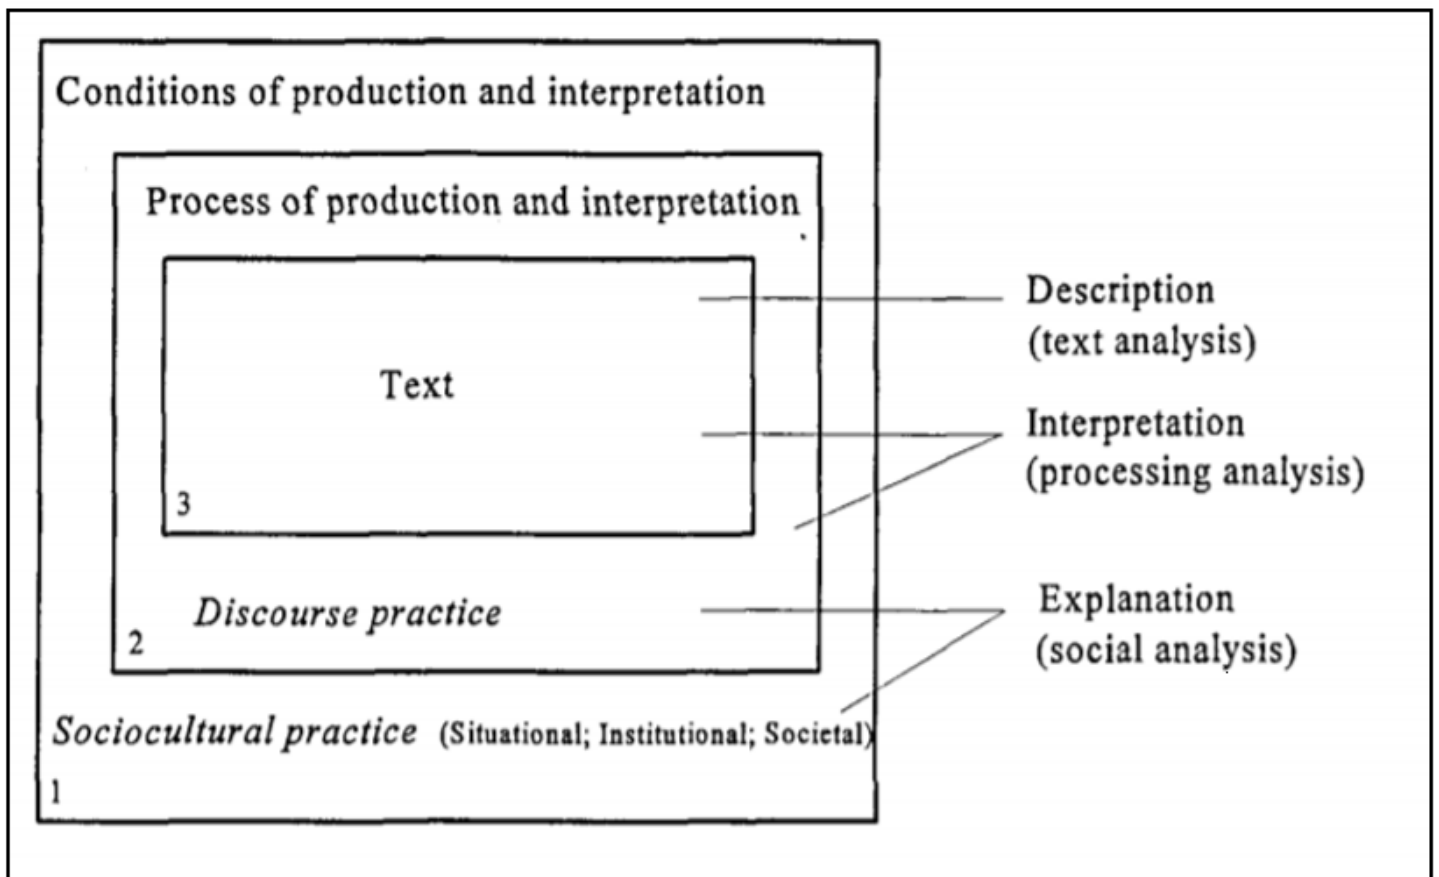 Conditions of production and interpretation
Process of production and interpretation
Text
3
Discourse practice
2
Sociocultural practice (Situational; Institutional; Societal)
1
Description
(text analysis)
Interpretation
(processing analysis)
Explanation
(social analysis)